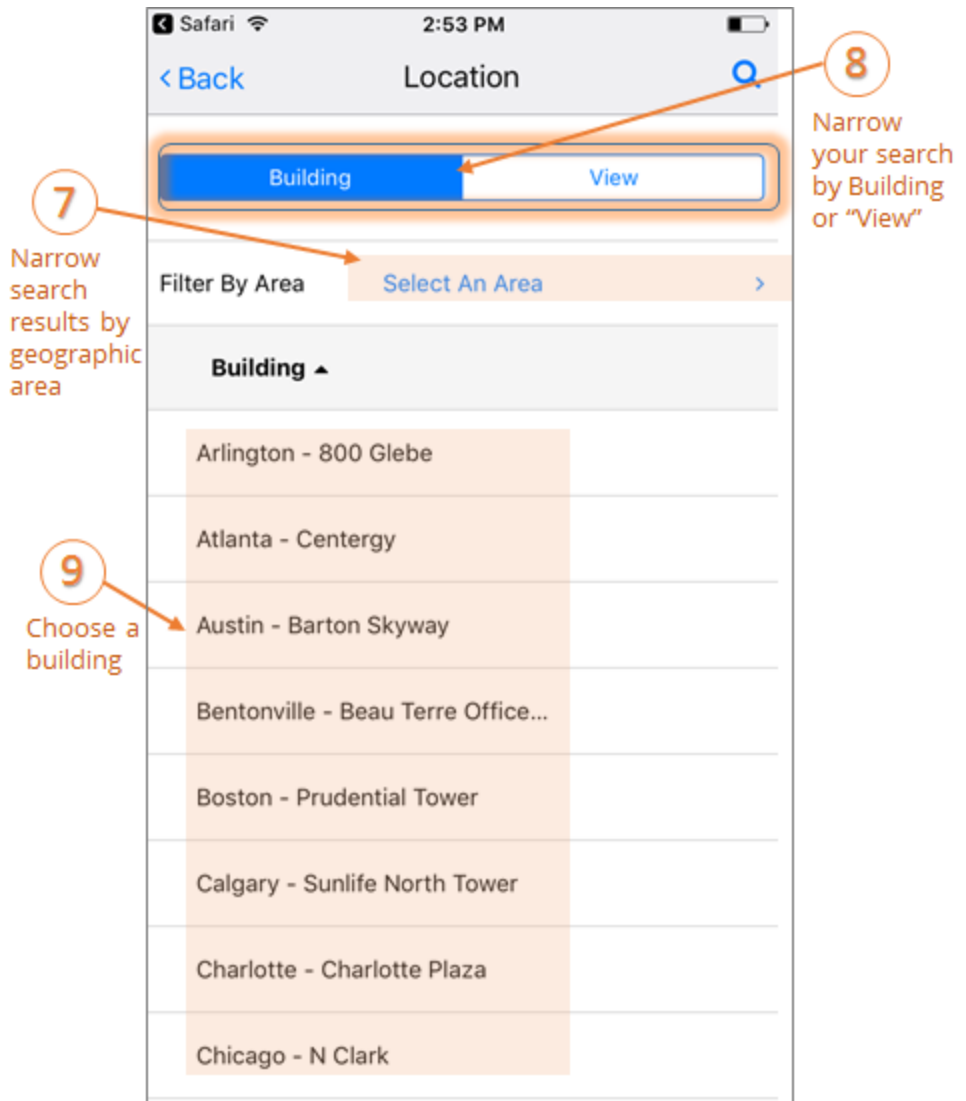 Safari 2:53 PM
< Back Location
8
Narrow
your search
by Building
or “View”
Building View
7
Narrow
search
results by
geographic
area
Filter By Area Select An Area >
Building ▲
Arlington - 800 Glebe
Atlanta - Centergy
9
Choose a
building
Austin - Barton Skyway
Bentonville - Beau Terre Office...
Boston - Prudential Tower
Calgary - Sunlife North Tower
Charlotte - Charlotte Plaza
Chicago - N Clark